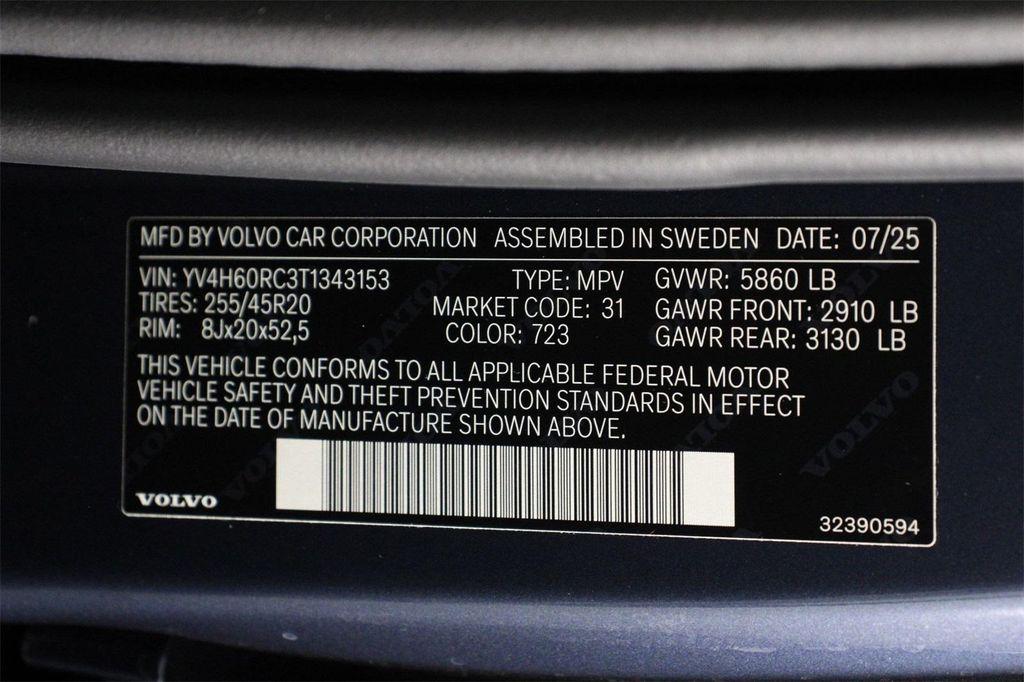 MFD BY VOLVO CAR CORPORATION ASSEMBLED IN SWEDEN DATE: 07/25
VIN: YV4H60RC3T1343153 TYPE: MPV GVWR: 5860 LB
TIRES: 255/45R20 MARKET CODE: 31 GAWR FRONT: 2910 LB
RIM: 8Jx20x52,5 COLOR: 723 GAWR REAR: 3130 LB
THIS VEHICLE CONFORMS TO ALL APPLICABLE FEDERAL MOTOR
VEHICLE SAFETY AND THEFT PREVENTION STANDARDS IN EFFECT
ON THE DATE OF MANUFACTURE SHOWN ABOVE.
VOLVO
32390594
VOLVO
VOLVO